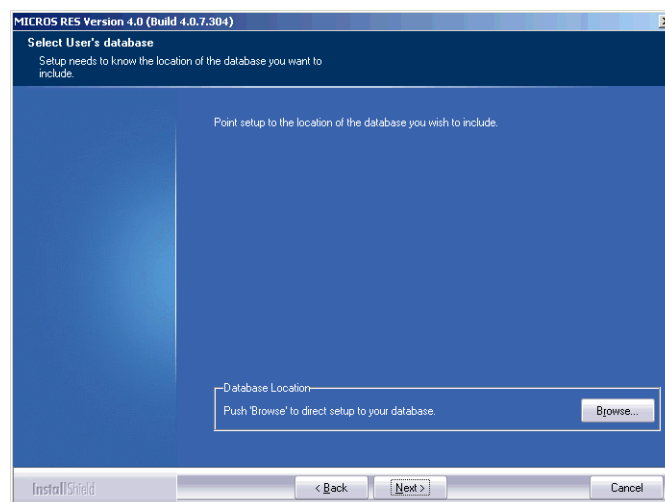 MICROS RES Version 4.0 (Build 4.0.7.304)
Select User's database
Setup needs to know the location of the database you want to
include.
Point setup to the location of the database you wish to include.
Database Location
Push 'Browse' to direct setup to your database.
Browse...
InstallShield
< Back
Next >
Cancel